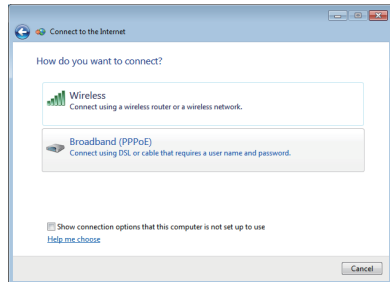 Connect to the Internet
How do you want to connect?
Wireless
Connect using a wireless router or a wireless network.
Broadband (PPPoE)
Connect using DSL or cable that requires a user name and password.
Show connection options that this computer is not set up to use
Help me choose
Cancel